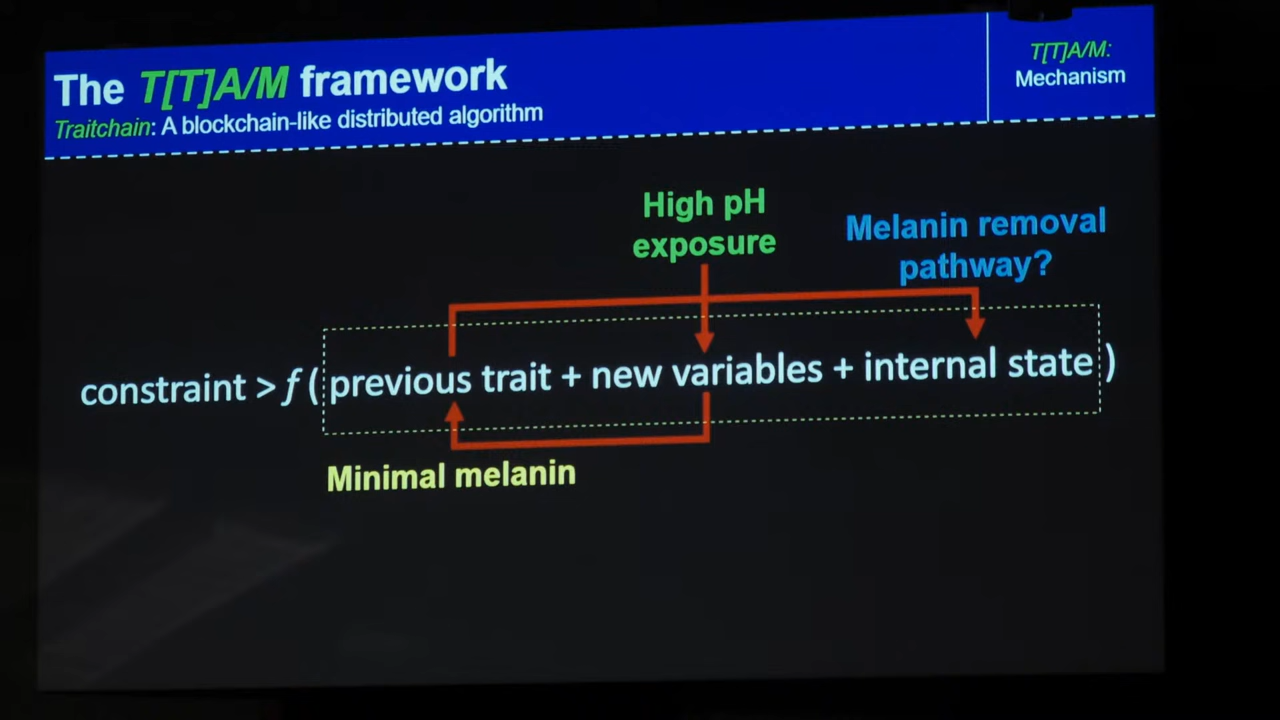 The T[T]A/M framework
Traitchain: A blockchain-like distributed algorithm
T[T]A/M:
Mechanism
High pH
exposure
Melanin removal
pathway?
constraint > f ( previous trait + new variables + internal state )
Minimal melanin